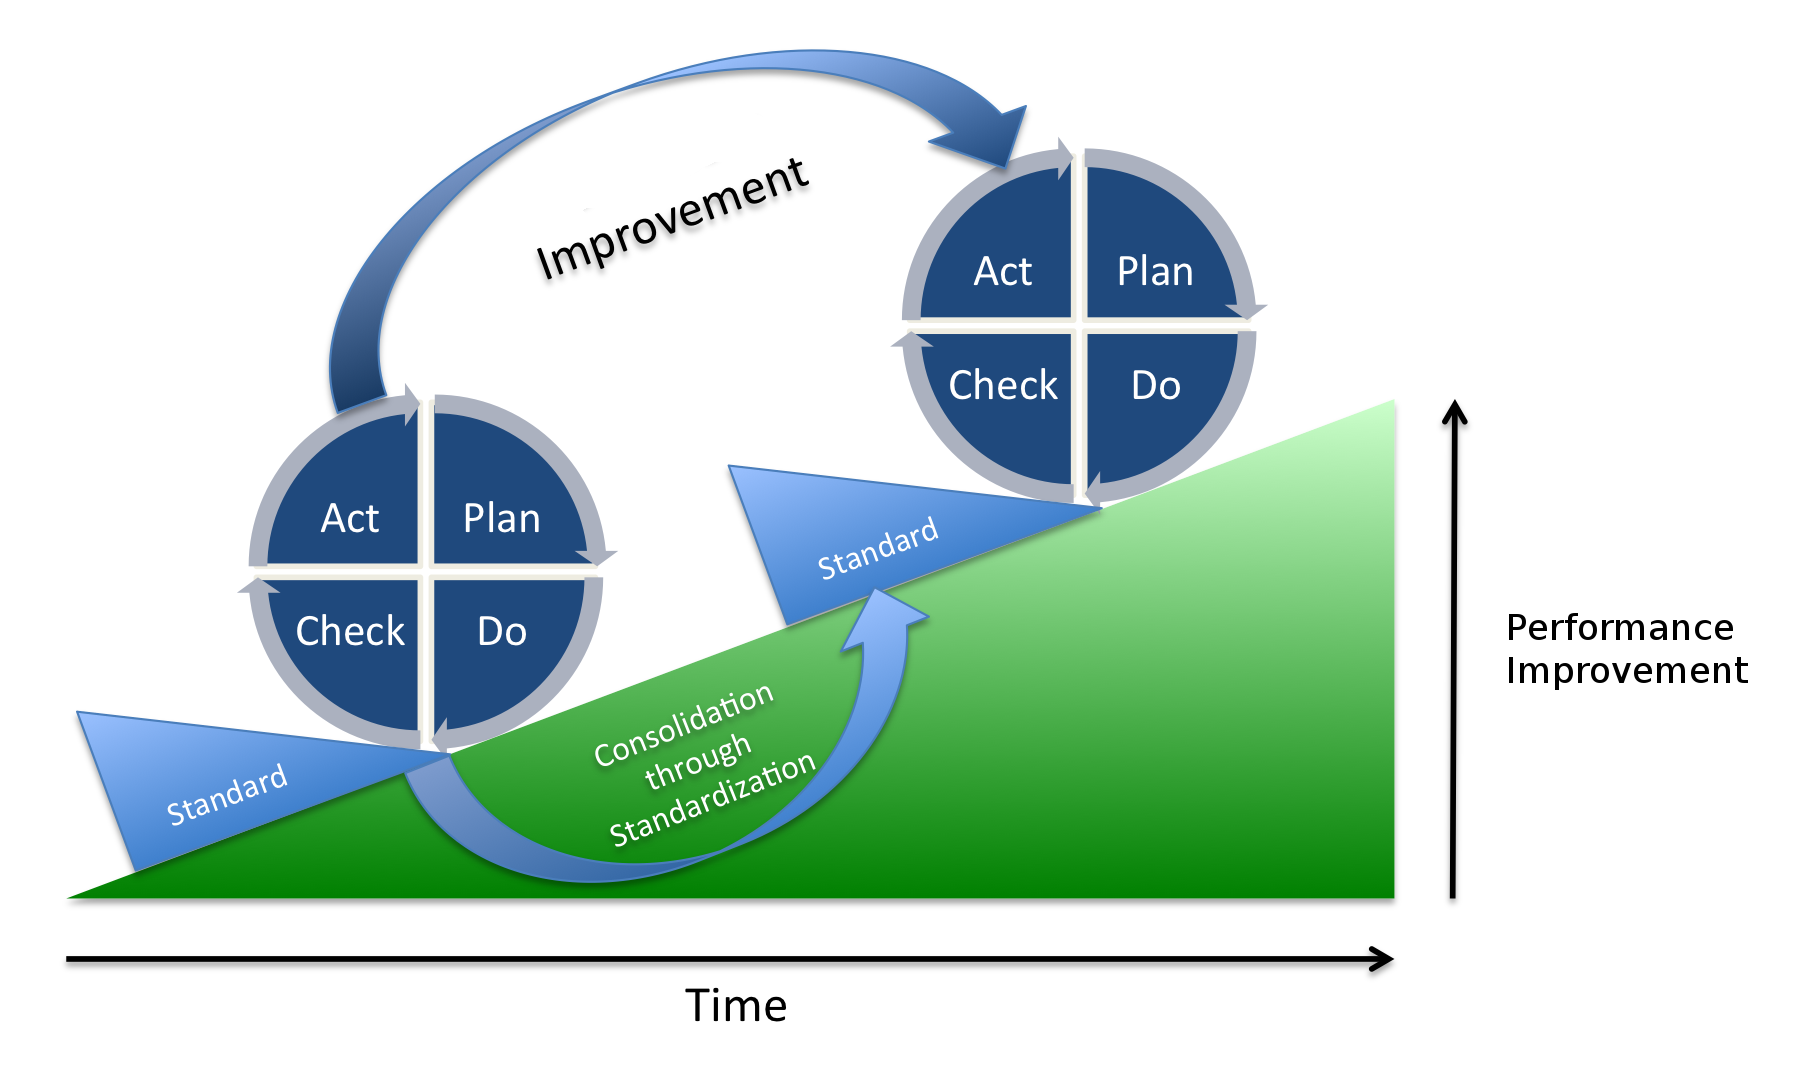 Improvement
Act
Plan
Check
Do
Act
Plan
Check
Do
Standard
Standard
Consolidation
through
Standardization
Performance
Improvement
Time